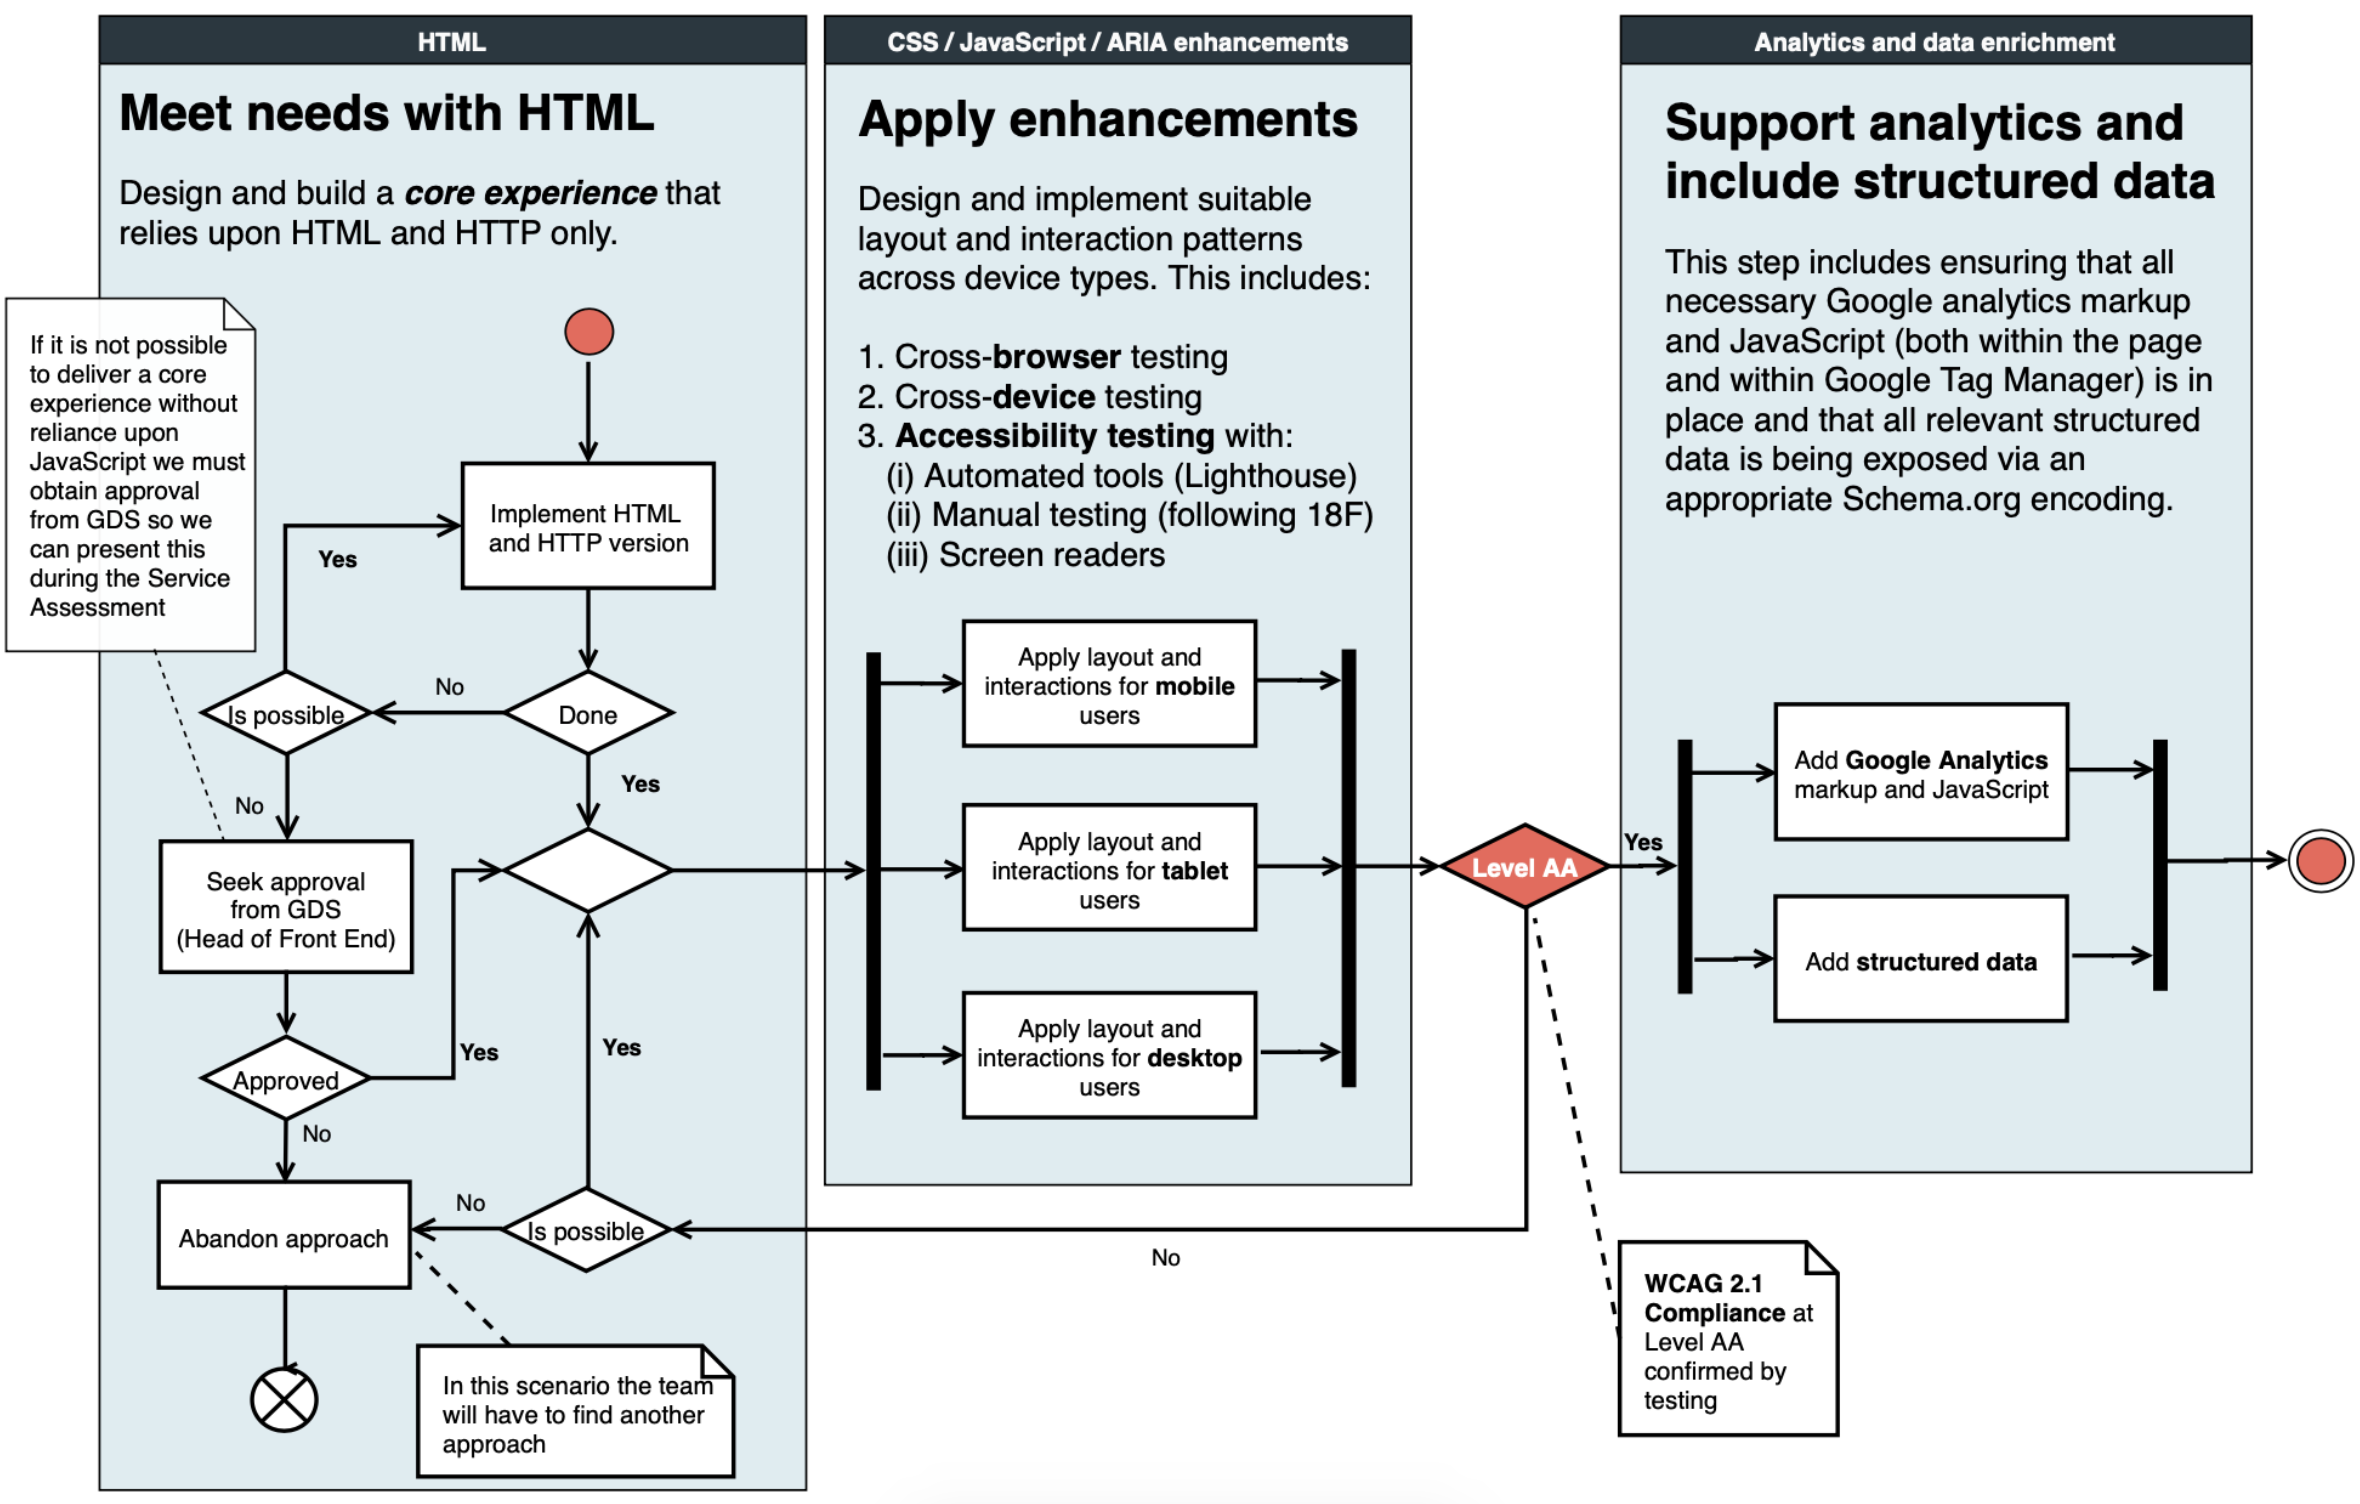 HTML
Meet needs with HTML
Design and build a core experience that
relies upon HTML and HTTP only.
If it is not possible
to deliver a core
experience without
reliance upon
JavaScript we must
obtain approval
from GDS so we
can present this
during the Service
Assessment
Implement HTML
and HTTP version
Yes
Is possible
No
Done
Yes
No
Seek approval
from GDS
(Head of Front End)
Approved
Yes
Yes
No
Abandon approach
No
Is possible
In this scenario the team
will have to find another
approach
CSS / JavaScript / ARIA enhancements
Apply enhancements
Design and implement suitable
layout and interaction patterns
across device types. This includes:
1. Cross-browser testing
2. Cross-device testing
3. Accessibility testing with:
(i) Automated tools (Lighthouse)
(ii) Manual testing (following 18F)
(iii) Screen readers
Apply layout and
interactions for mobile
users
Apply layout and
interactions for tablet
users
Apply layout and
interactions for desktop
users
Level AA
Yes
No
WCAG 2.1
Compliance at
Level AA
confirmed by
testing
Analytics and data enrichment
Support analytics and
include structured data
This step includes ensuring that all
necessary Google analytics markup
and JavaScript (both within the page
and within Google Tag Manager) is in
place and that all relevant structured
data is being exposed via an
appropriate Schema.org encoding.
Add Google Analytics
markup and JavaScript
Add structured data